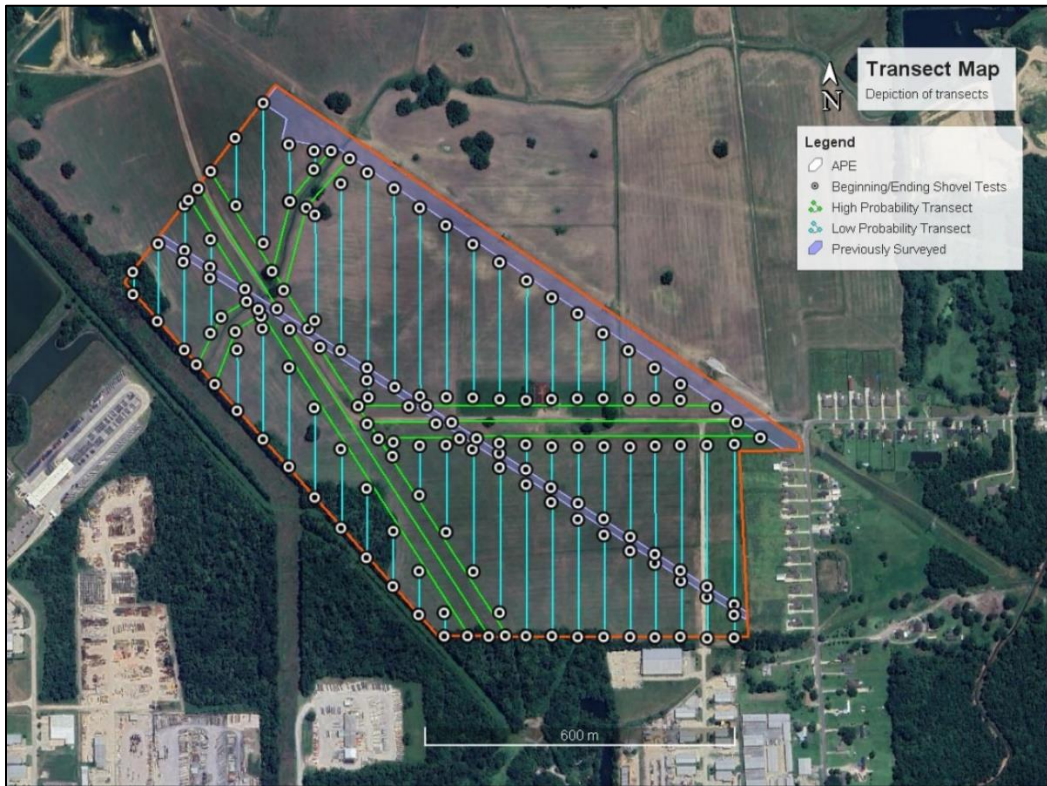 Transect Map
Depiction of transects
N
Legend
APE
Beginning/Ending Shovel Tests
High Probability Transect
Low Probability Transect
Previously Surveyed
600 m